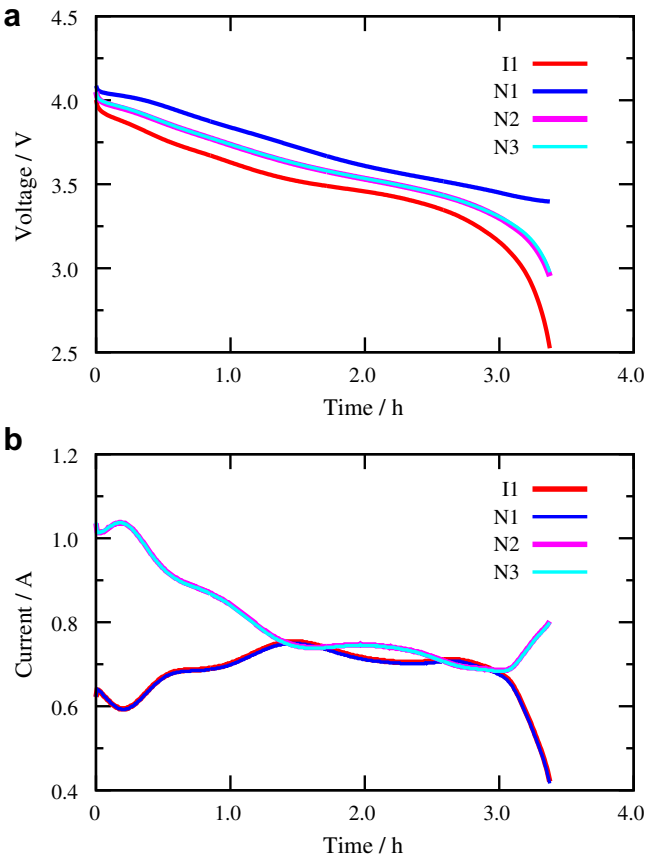 a
4.5
4.0
3.5
3.0
2.5
Voltage / V
I1
N1
N2
N3
0 1.0 2.0 3.0 4.0
Time / h
b
1.2
1.0
0.8
0.6
0.4
Current / A
I1
N1
N2
N3
0 1.0 2.0 3.0 4.0
Time / h